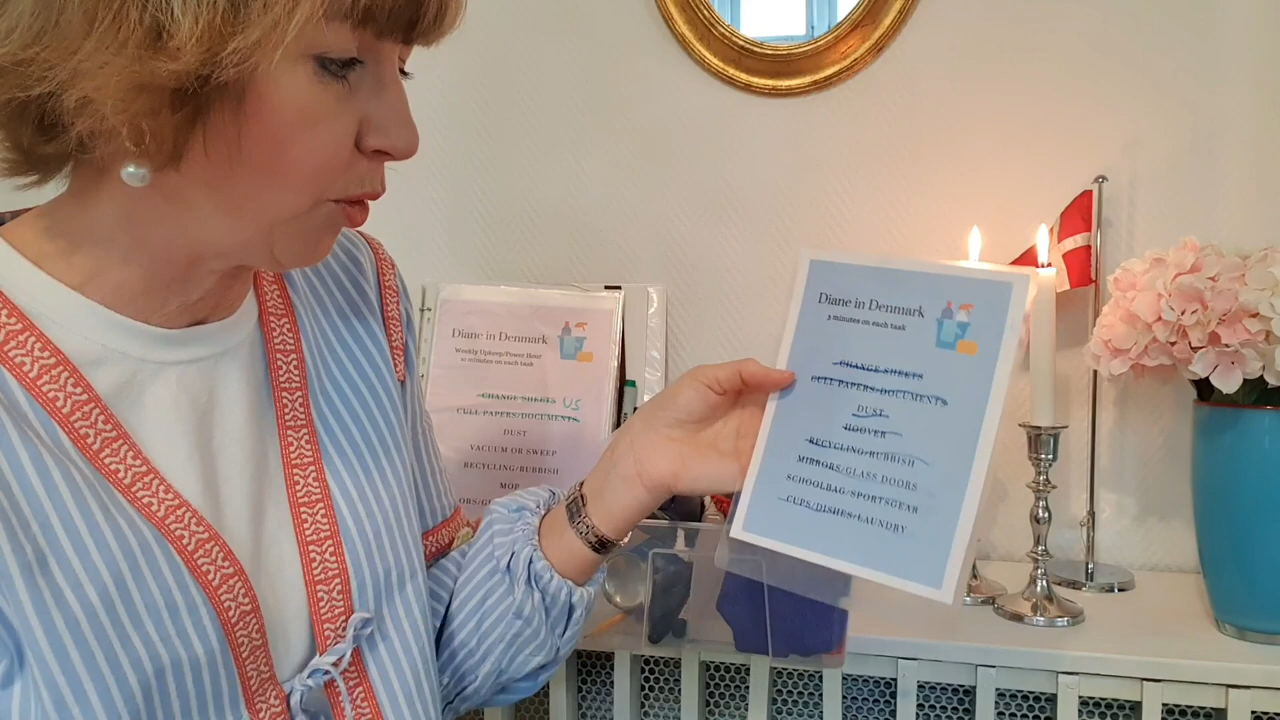 Diane in Denmark
Weekly Upkeep/Power Hour
10 minutes on each task
CHANGE SHEETS US
CULL PAPERS/DOCUMENTS
DUST
VACUUM OR SWEEP
RECYCLING/RUBBISH
MOP
Diane in Denmark
3 minutes on each task
CHANGE SHEETS
CULL PAPERS/DOCUMENTS
DUST
HOOVER
RECYCLING/RUBBISH
MIRRORS/GLASS DOORS
SCHOOLBAG/SPORTSGEAR
CUPS/DISHES/LAUNDRY